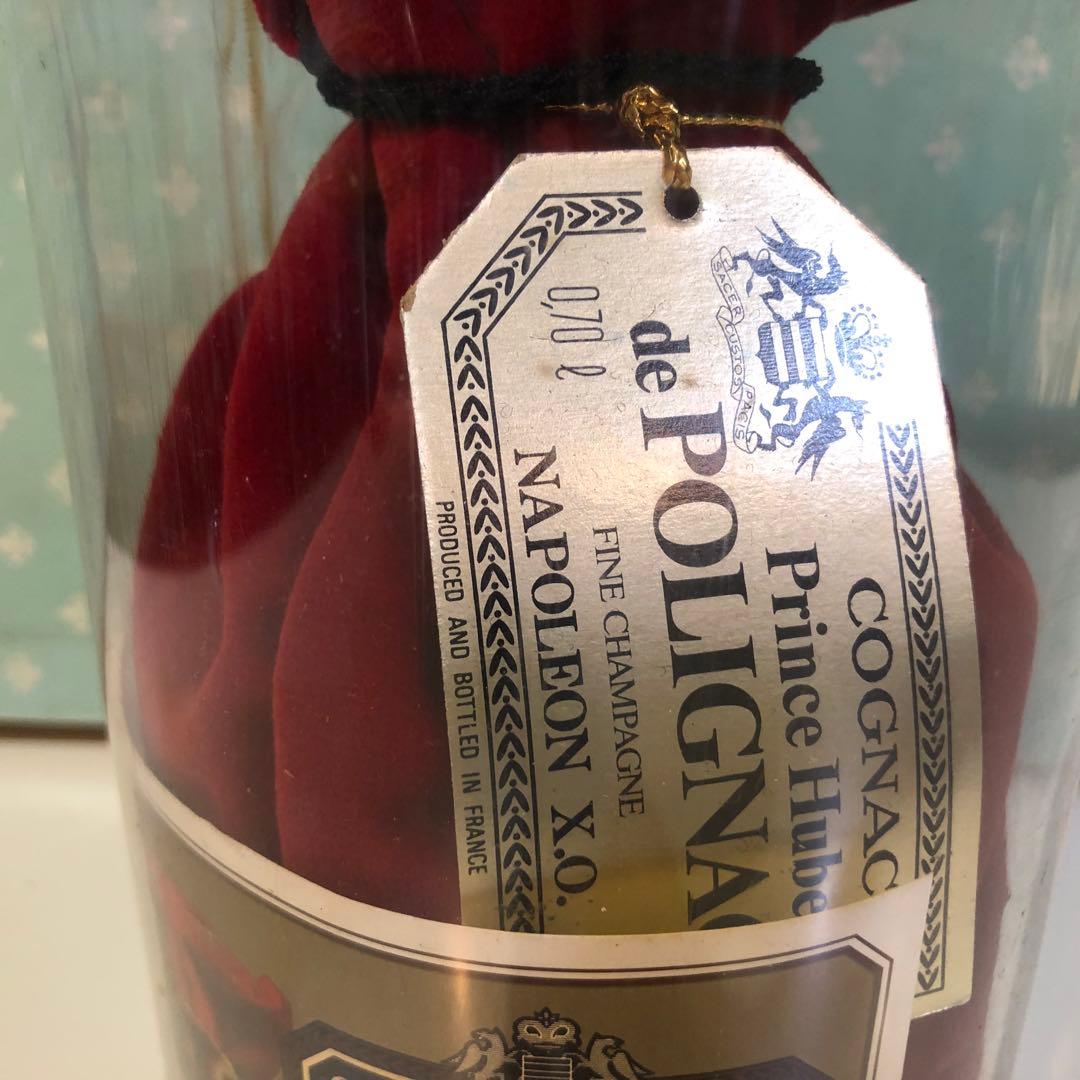 COGNAC
Prince Hube
SACER CUSTOS PACIS
de POLIGNAC
FINE CHAMPAGNE
NAPOLEON X.O.
0,70 l
PRODUCED AND BOTTLED IN FRANCE